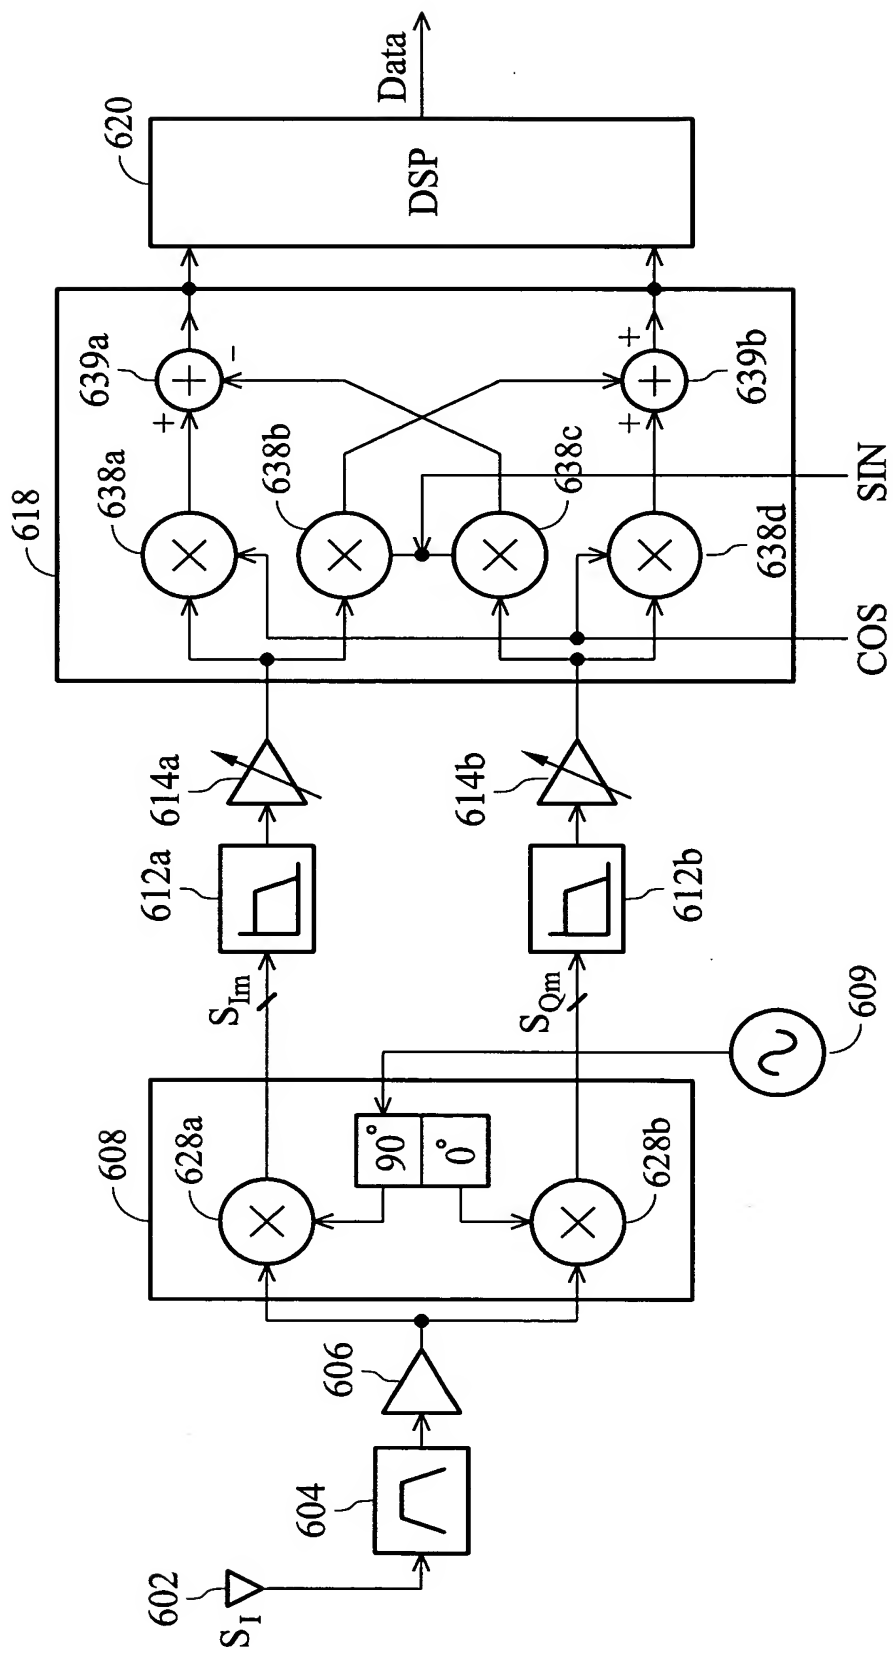 602
S_I
604
606
608
628a
90°
0°
628b
609
S_Im
S_Qm
612a
612b
614a
614b
618
638a
638b
638c
638d
COS
SIN
639a
+
-
639b
+
+
620
DSP
Data